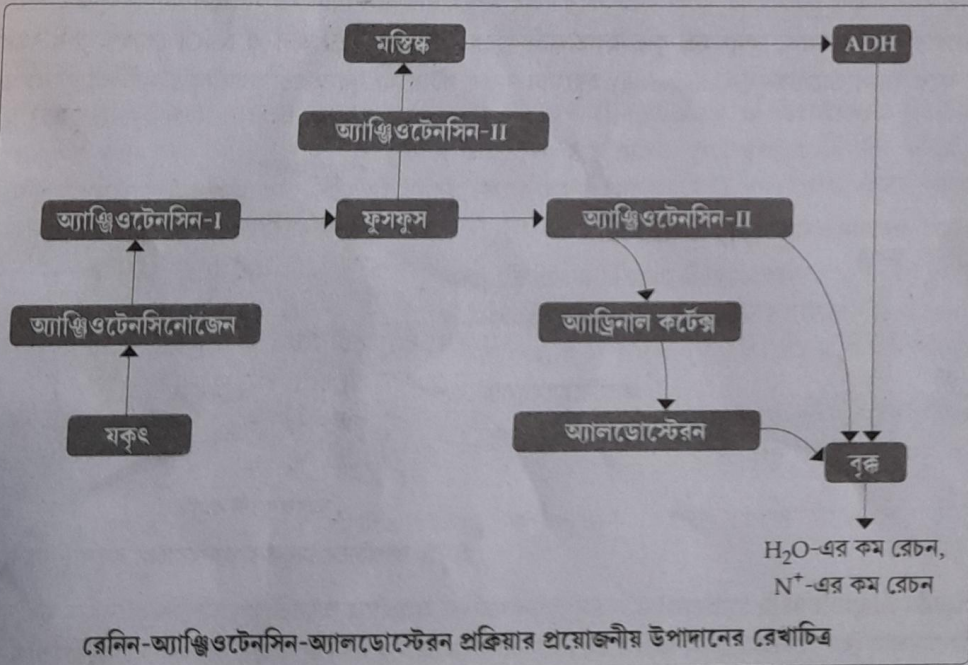 মস্তিষ্ক
ADH
অ্যাঞ্জিওটেনসিন-II
অ্যাঞ্জিওটেনসিন-I
ফুসফুস
অ্যাঞ্জিওটেনসিন-II
অ্যাঞ্জিওটেনসিনোজেন
অ্যাড্রিনাল কর্টেক্স
যকৃৎ
অ্যালডোস্টেরন
বৃক্ক
H₂O-এর কম রেচন,
N⁺-এর কম রেচন
রেনিন-অ্যাঞ্জিওটেনসিন-অ্যালডোস্টেরন প্রক্রিয়ার প্রয়োজনীয় উপাদানের রেখাচিত্র